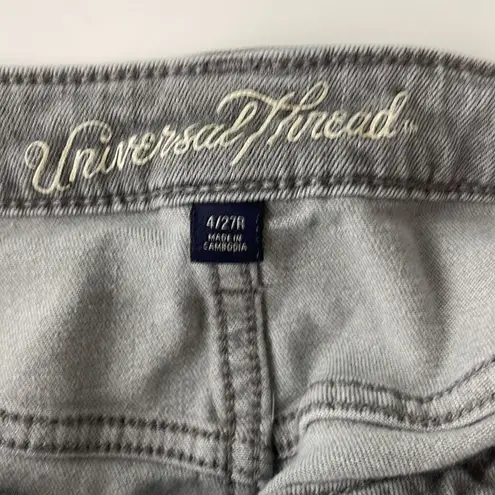 Universal Thread
4/27R
MADE IN
CAMBODIA